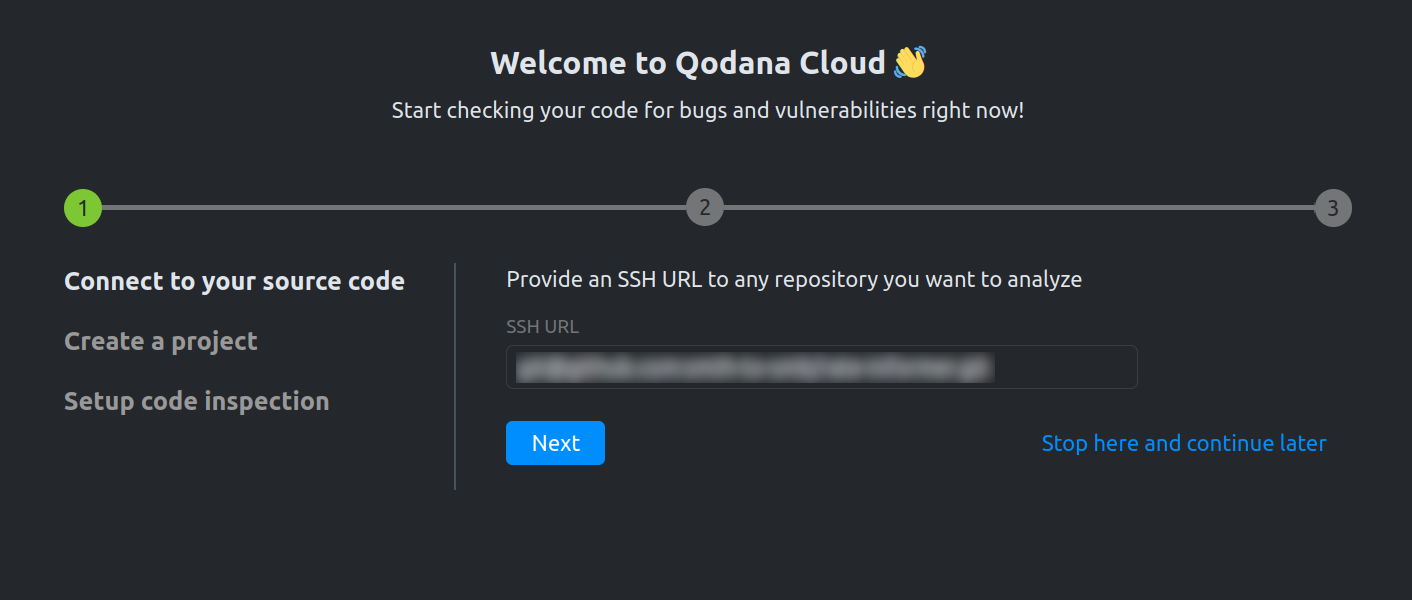 Welcome to Qodana Cloud 👋
Start checking your code for bugs and vulnerabilities right now!
1
2
3
Connect to your source code
Create a project
Setup code inspection
Provide an SSH URL to any repository you want to analyze
SSH URL
Next
Stop here and continue later